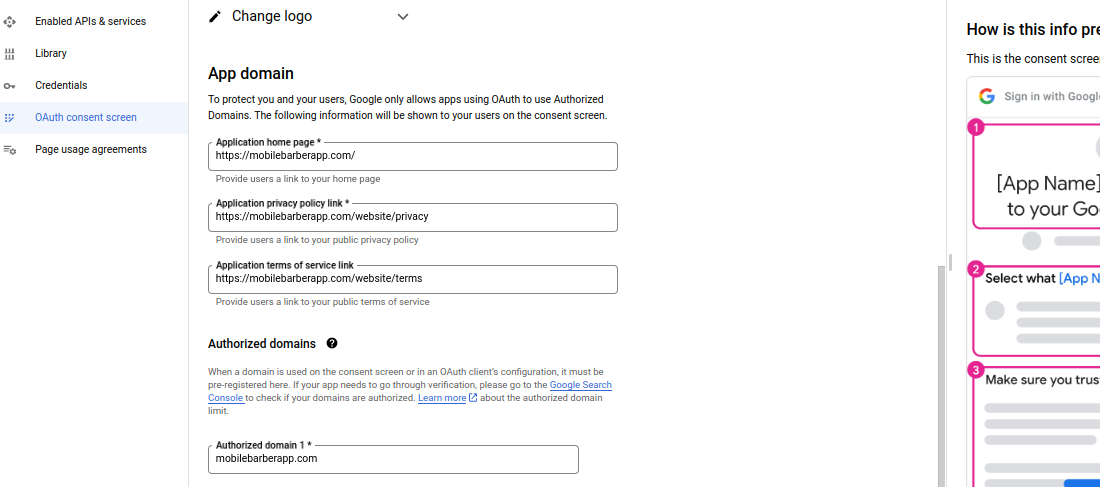 Enabled APIs & services
Library
Credentials
OAuth consent screen
Page usage agreements
Change logo
App domain
To protect you and your users, Google only allows apps using OAuth to use Authorized
Domains. The following information will be shown to your users on the consent screen.
Application home page *
https://mobilebarberapp.com/
Provide users a link to your home page
Application privacy policy link *
https://mobilebarberapp.com/website/privacy
Provide users a link to your public privacy policy
Application terms of service link
https://mobilebarberapp.com/website/terms
Provide users a link to your public terms of service
Authorized domains ?
When a domain is used on the consent screen or in an OAuth client's configuration, it must be
pre-registered here. If your app needs to go through verification, please go to the Google Search
Console to check if your domains are authorized. Learn more about the authorized domain
limit.
Authorized domain 1 *
mobilebarberapp.com
How is this info pre
This is the consent scree
G Sign in with Googl
1
[App Name]
to your Go
2
Select what [App N
3
Make sure you trus